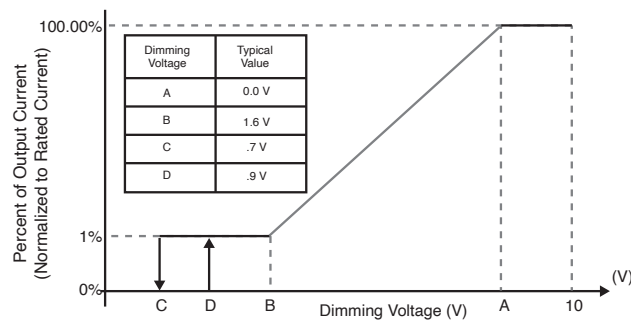 100.00%
Dimming Voltage
Typical Value
A
0.0 V
B
1.6 V
C
.7 V
D
.9 V
Percent of Output Current
(Normalized to Rated Current)
1%
0%
C
D
B
Dimming Voltage (V)
A
10
(V)